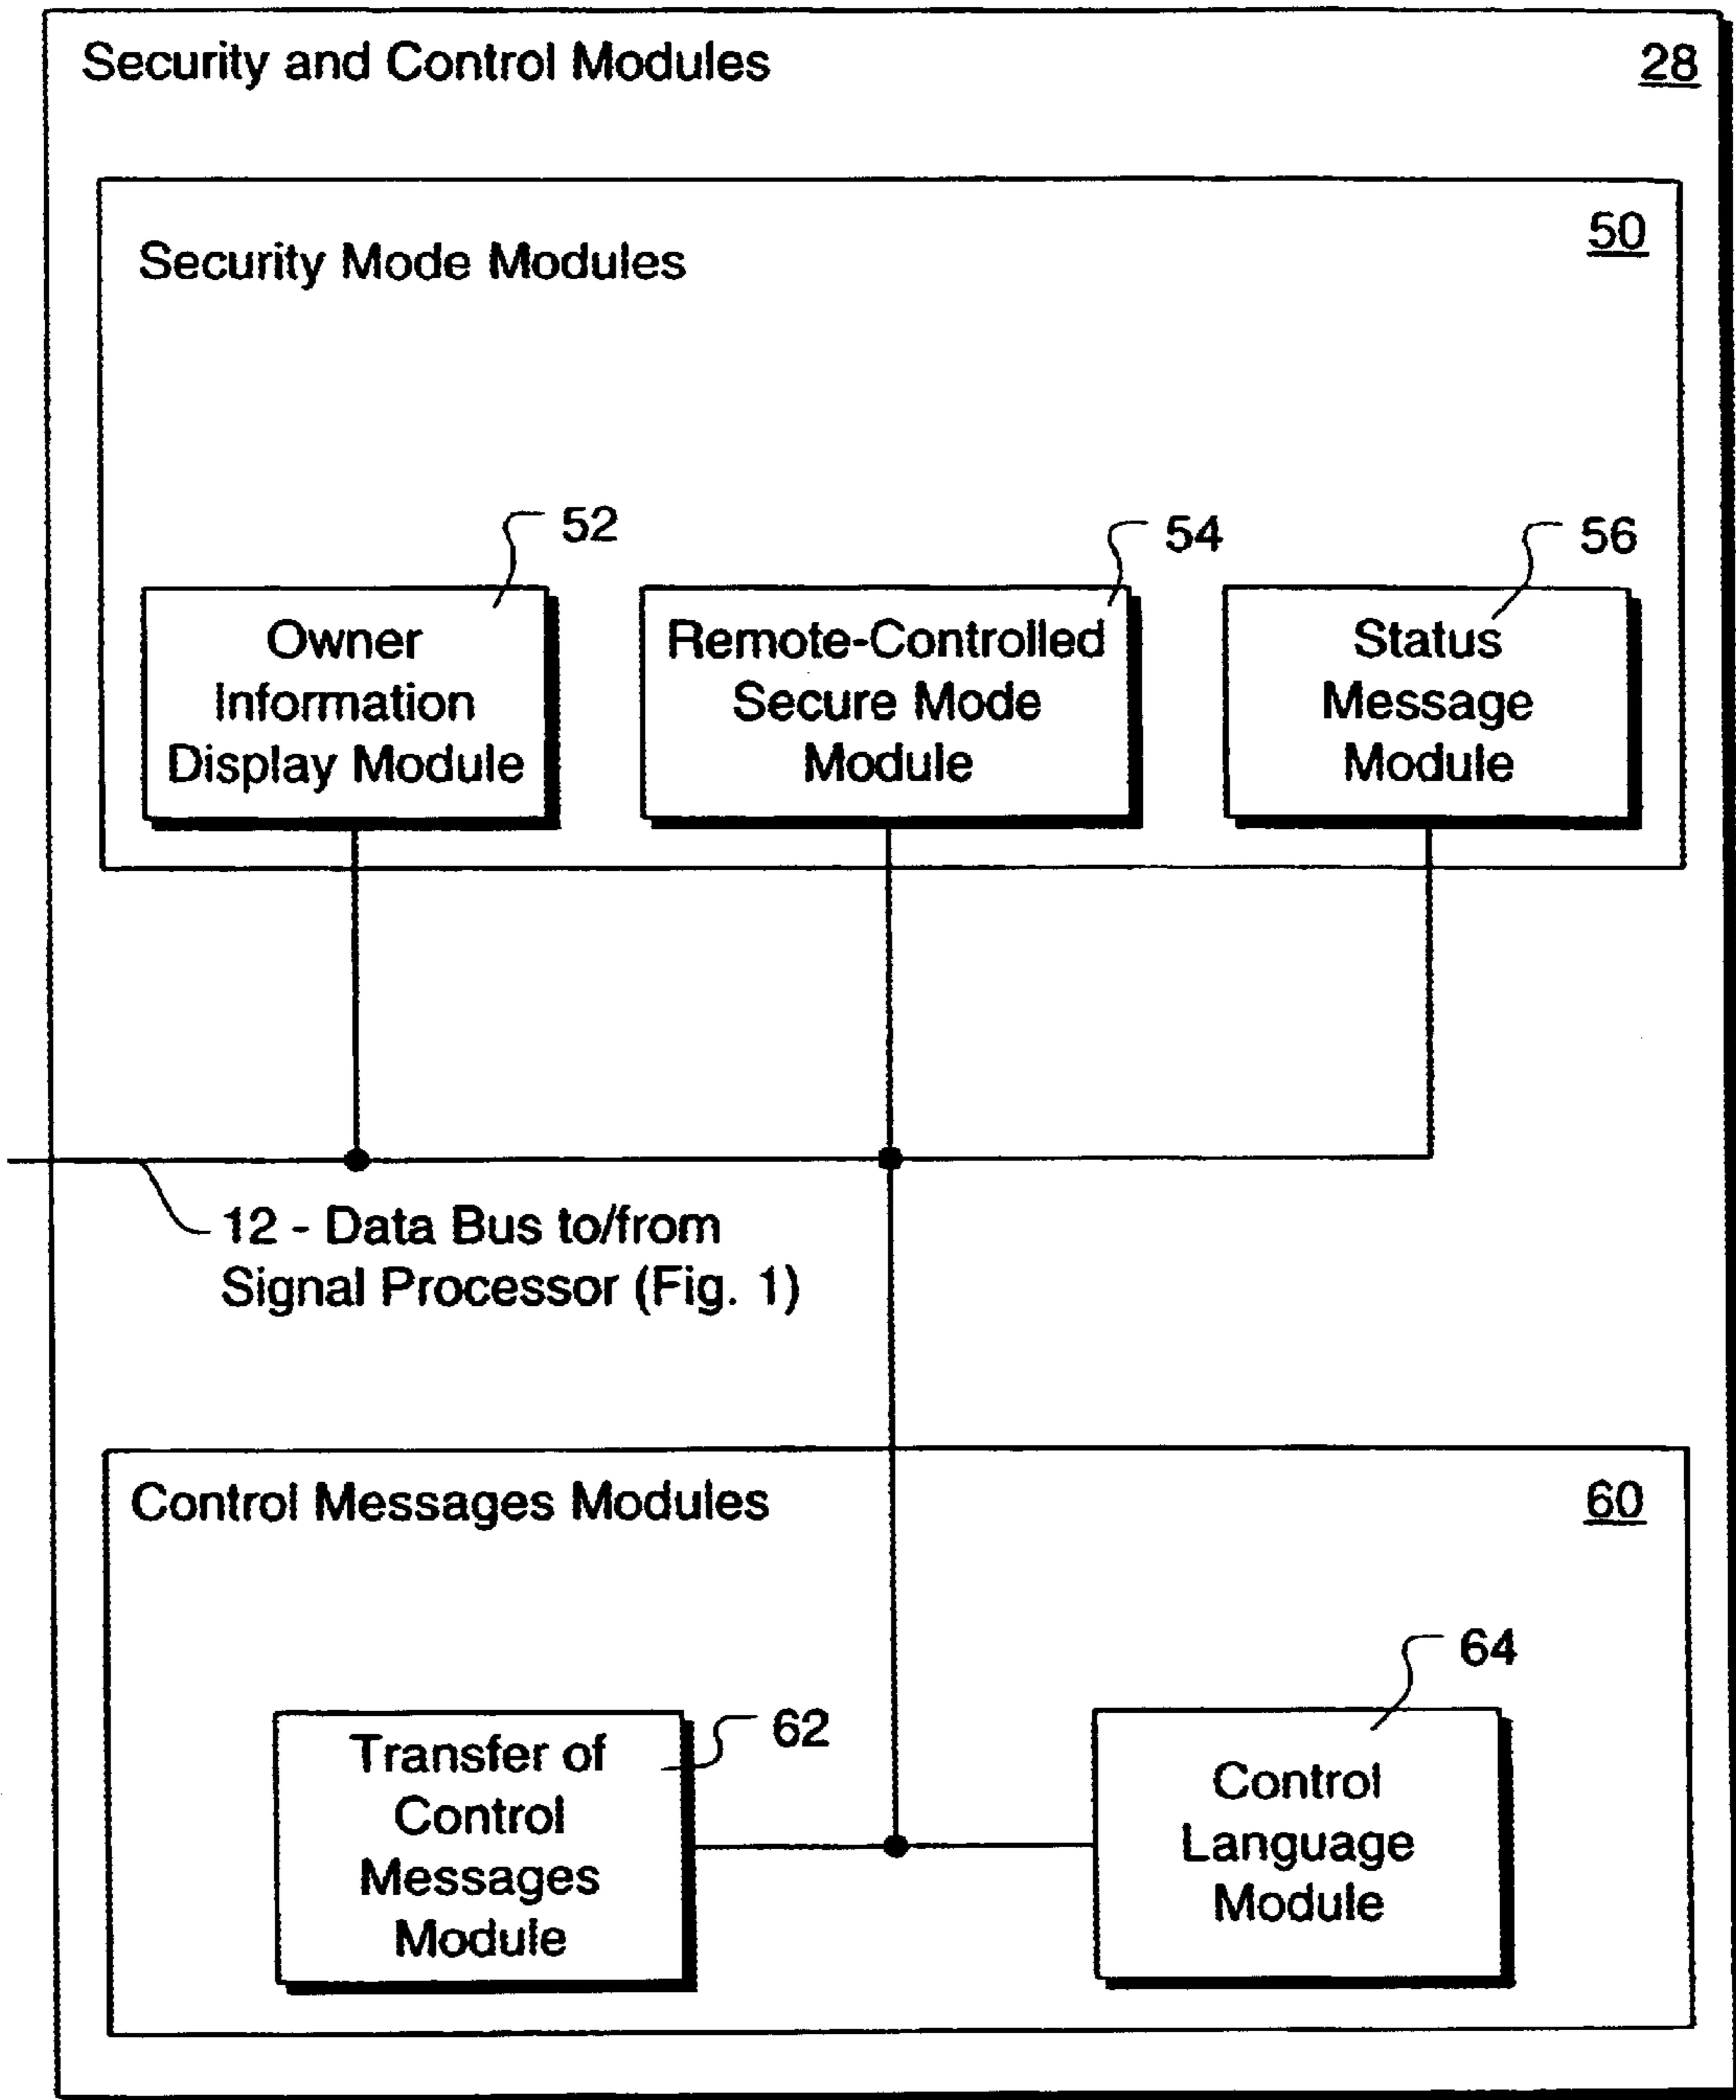 Security and Control Modules 28
Security Mode Modules 50
52
54
56
Owner
Information
Display Module
Remote-Controlled
Secure Mode
Module
Status
Message
Module
12 - Data Bus to/from
Signal Processor (Fig. 1)
Control Messages Modules 60
62
64
Transfer of
Control
Messages
Module
Control
Language
Module